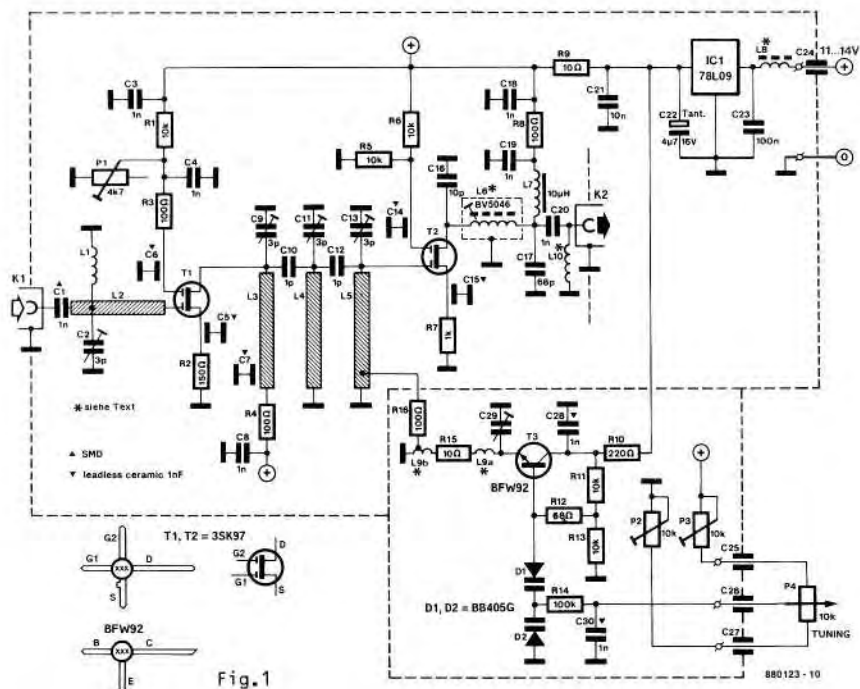 R9
10Ω
IC1
78L09
L8
*
C24
11...14V
+
C3
1n
R1
10k
R6
10k
C18
1n
R8
100Ω
C21
10n
C22
Tant.
4µ7
16V
C23
100n
P1
4k7
C4
1n
R5
10k
C19
1n
R3
100Ω
C16
10p
L6*
BV5046
L7
10µH
K2
0
C9
3p
C11
3p
C13
3p
C14
T2
C20
1n
L1
C6
T1
C10
1p
C12
1p
C15
C17
68p
*
L10
K1
C1
1n
L2
L3
L4
L5
C5
C2
3p
R2
150Ω
C7
R7
1k
* siehe Text
R4
100Ω
R16
100Ω
C29
T3
C28
1n
▲ SMD
C8
1n
+
R15
10Ω
R10
220Ω
+
▼ leadless ceramic 1nF
L9b
*
L9a
*
BFW92
R11
10k
R12
68Ω
P2
10k
P3
10k
T1, T2 = 3SK97
R13
10k
C25
G2
G1
D
xxx
S
G2
D
G1
S
D1
R14
100k
C26
P4
10k
D1, D2 = BB405G
TUNING
BFW92
D2
C30
1n
C27
B
xxx
C
E
Fig.1
880123 - 10